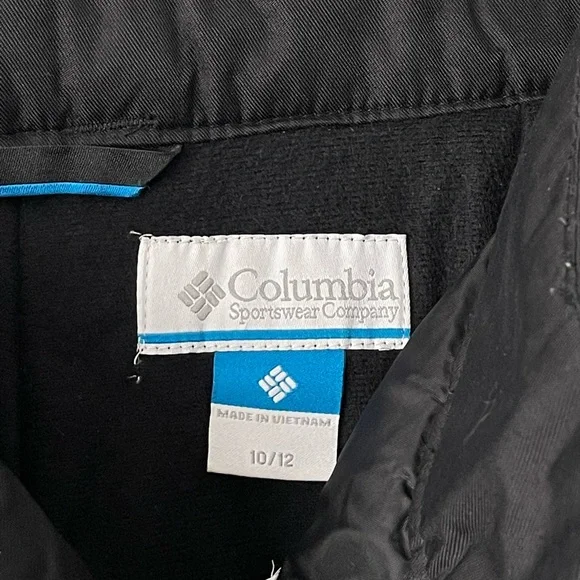 Columbia
Sportswear Company
MADE IN VIETNAM
10/12